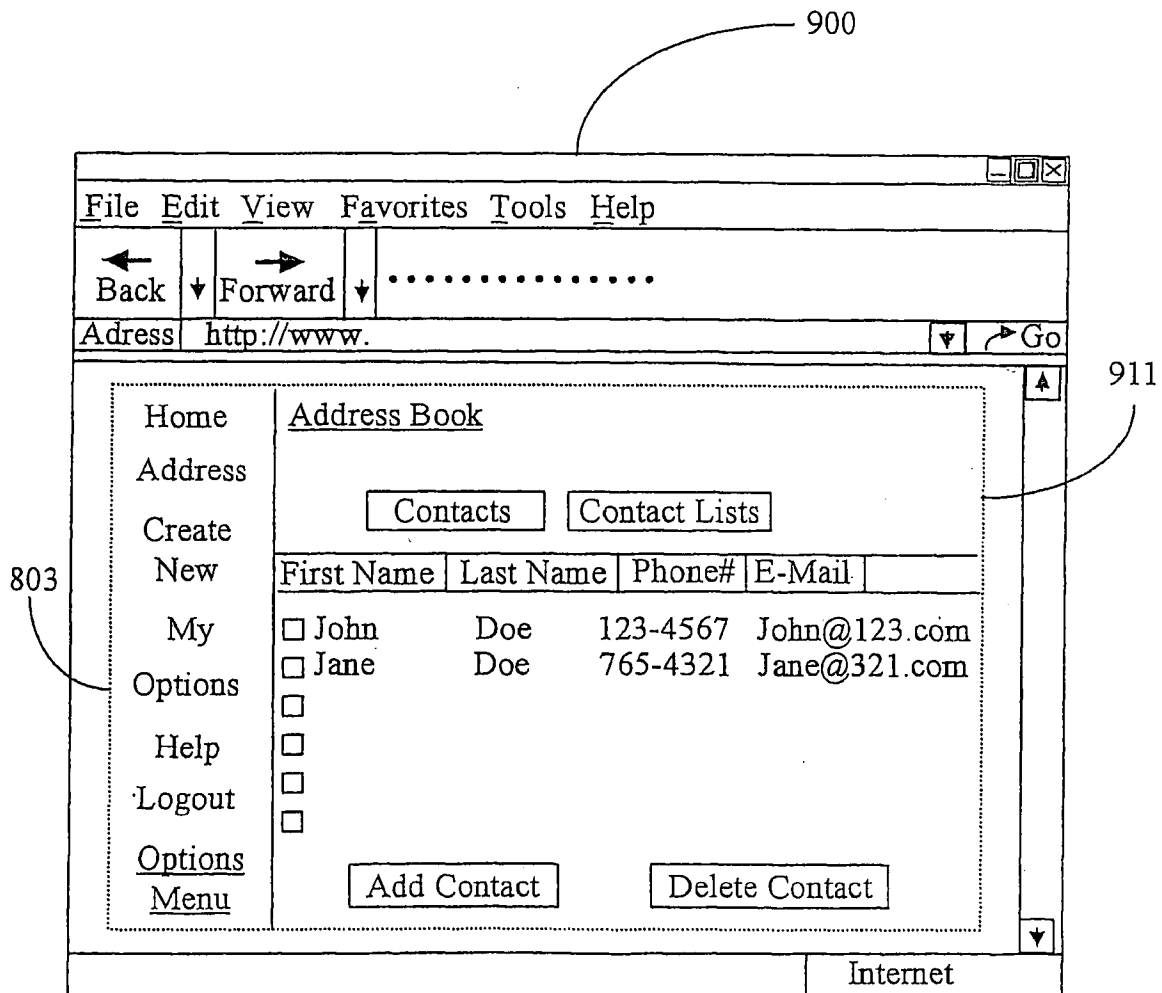 900
File Edit View Favorites Tools Help
Back Forward
Adress http://www. Go
911
Home
Address
Create
New
803
My
Options
Help
Logout
Options
Menu
Address Book
Contacts Contact Lists
First Name Last Name Phone# E-Mail
John Doe 123-4567 John@123.com
Jane Doe 765-4321 Jane@321.com
Add Contact Delete Contact
Internet